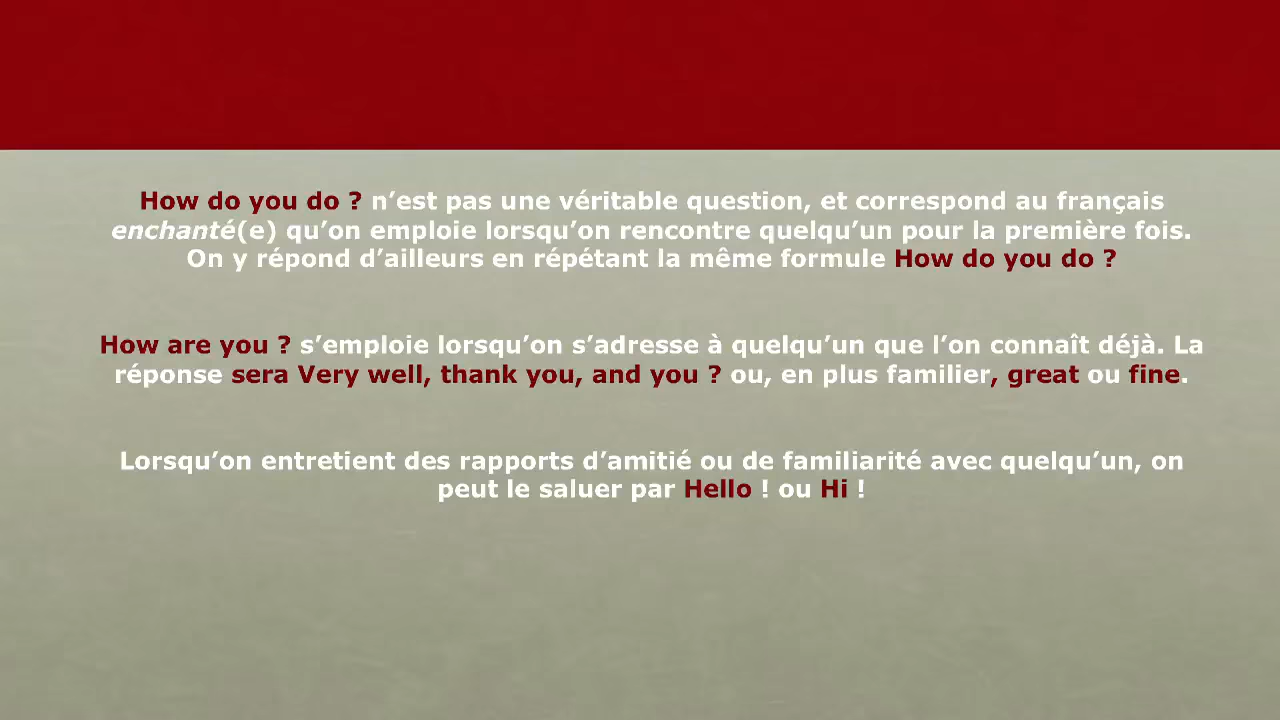 How do you do ? n’est pas une véritable question, et correspond au français
enchanté(e) qu’on emploie lorsqu’on rencontre quelqu’un pour la première fois.
On y répond d’ailleurs en répétant la même formule How do you do ?
How are you ? s’emploie lorsqu’on s’adresse à quelqu’un que l’on connaît déjà. La
réponse sera Very well, thank you, and you ? ou, en plus familier, great ou fine.
Lorsqu’on entretient des rapports d’amitié ou de familiarité avec quelqu’un, on
peut le saluer par Hello ! ou Hi !